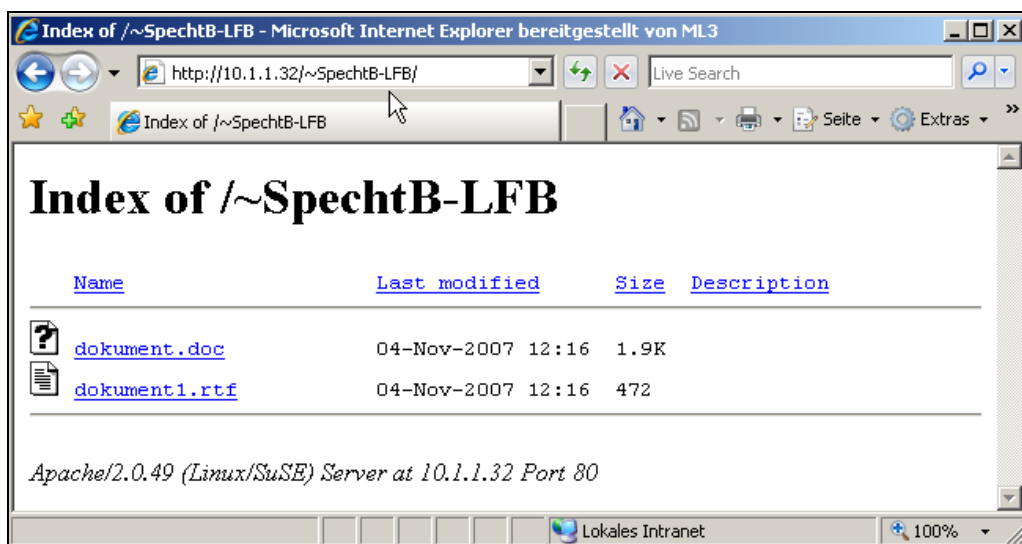 Index of /~SpechtB-LFB - Microsoft Internet Explorer bereitgestellt von ML3
http://10.1.1.32/~SpechtB-LFB/ Live Search
Index of /~SpechtB-LFB Seite Extras »
Index of /~SpechtB-LFB
Name Last modified Size Description
dokument.doc 04-Nov-2007 12:16 1.9K
dokument1.rtf 04-Nov-2007 12:16 472
Apache/2.0.49 (Linux/SuSE) Server at 10.1.1.32 Port 80
Lokales Intranet 100%